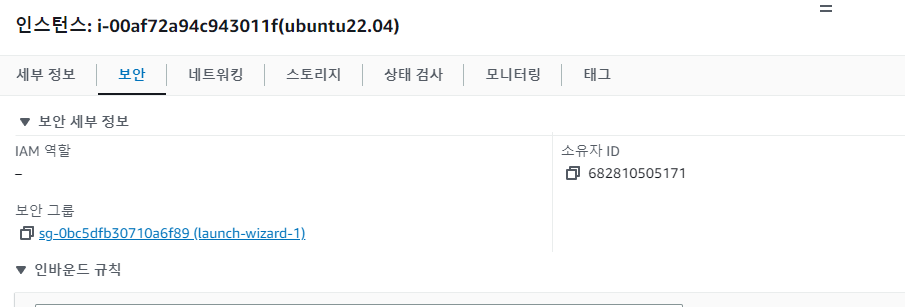 인스턴스: i-00af72a94c943011f(ubuntu22.04)
세부 정보 보안 네트워킹 스토리지 상태 검사 모니터링 태그
▼ 보안 세부 정보
IAM 역할
–
소유자 ID
682810505171
보안 그룹
sg-0bc5dfb30710a6f89 (launch-wizard-1)
▼ 인바운드 규칙